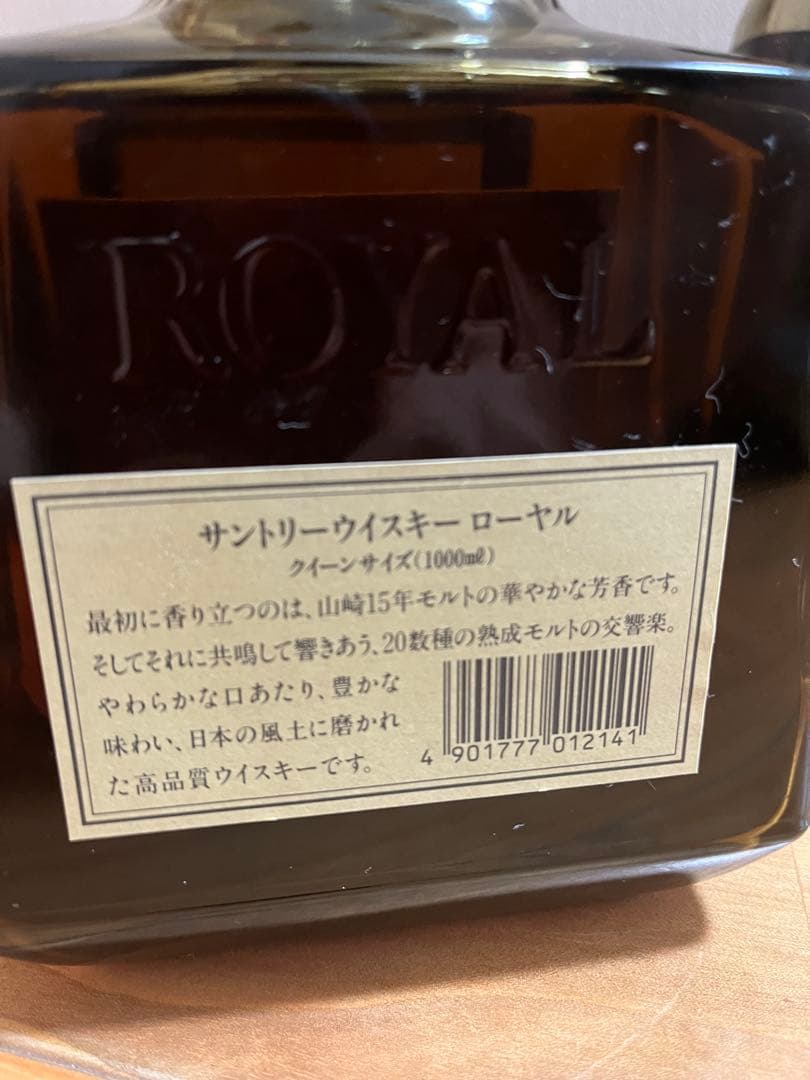 ROYAL
サントリーウイスキー ローヤル
クイーンサイズ(1000㎖)
最初に香り立つのは、山崎15年モルトの華やかな芳香です。
そしてそれに共鳴して響きあう、20数種の熟成モルトの交響楽。
やわらかな口あたり、豊かな
味わい、日本の風土に磨かれ
た高品質ウイスキーです。
4 901777 012141